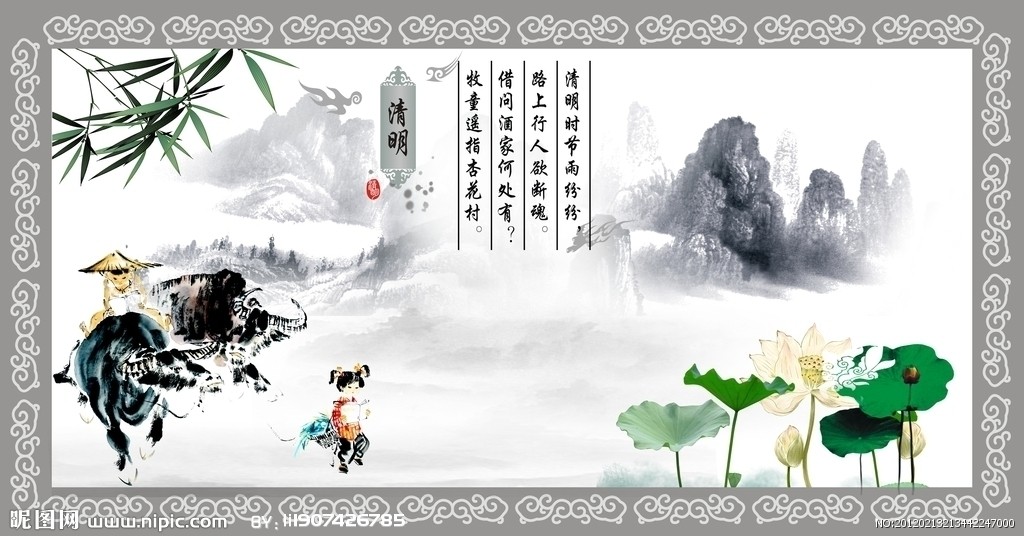 清明
清明时节雨纷纷，
路上行人欲断魂。
借问酒家何处有？
牧童遥指杏花村。
昵图网 www.nipic.com BY: H907426785
NO:20120213213442247000